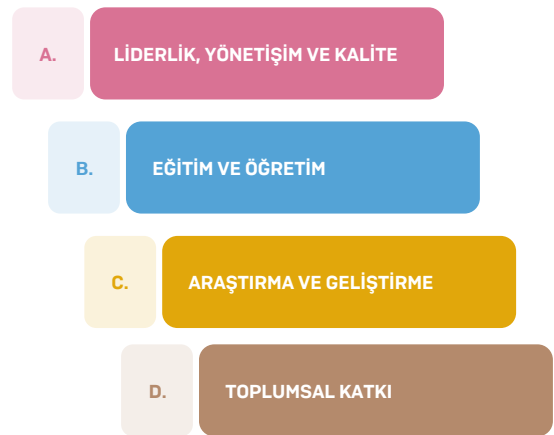 A. LİDERLİK, YÖNETİŞİM VE KALİTE
B. EĞİTİM VE ÖĞRETİM
C. ARAŞTIRMA VE GELİŞTİRME
D. TOPLUMSAL KATKI